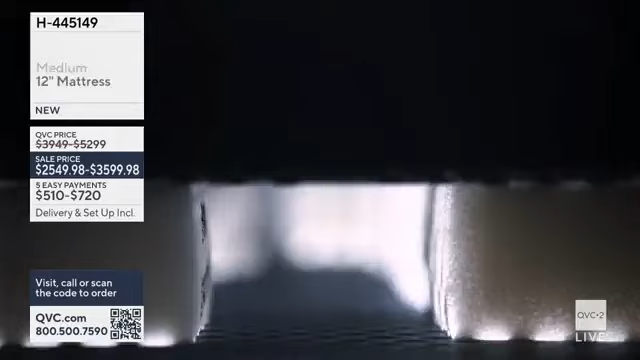 H-445149
Medium
12" Mattress
NEW
QVC PRICE
$3949-$5299
SALE PRICE
$2549.98-$3599.98
5 EASY PAYMENTS
$510-$720
Delivery & Set Up Incl.
Visit, call or scan
the code to order
QVC.com
800.500.7590
QVC•2
LIVE